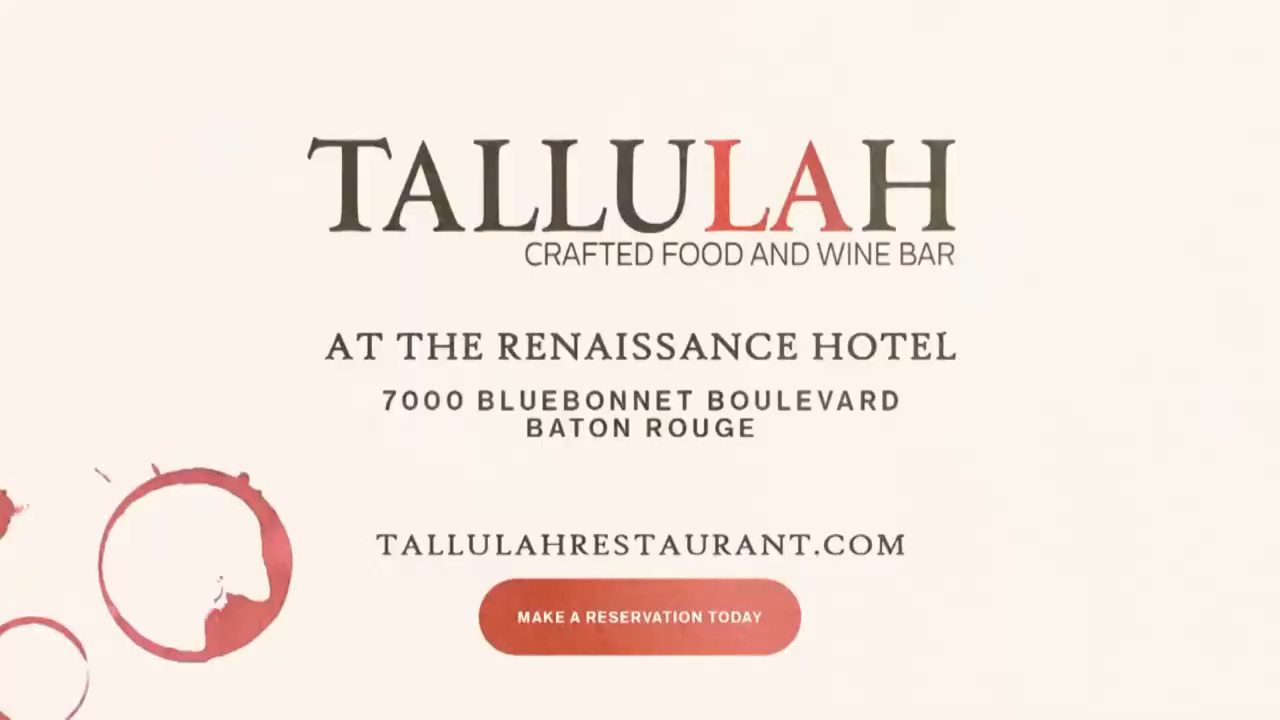 TALLULAH
CRAFTED FOOD AND WINE BAR
AT THE RENAISSANCE HOTEL
7000 BLUEBONNET BOULEVARD
BATON ROUGE
TALLULAHRESTAURANT.COM
MAKE A RESERVATION TODAY